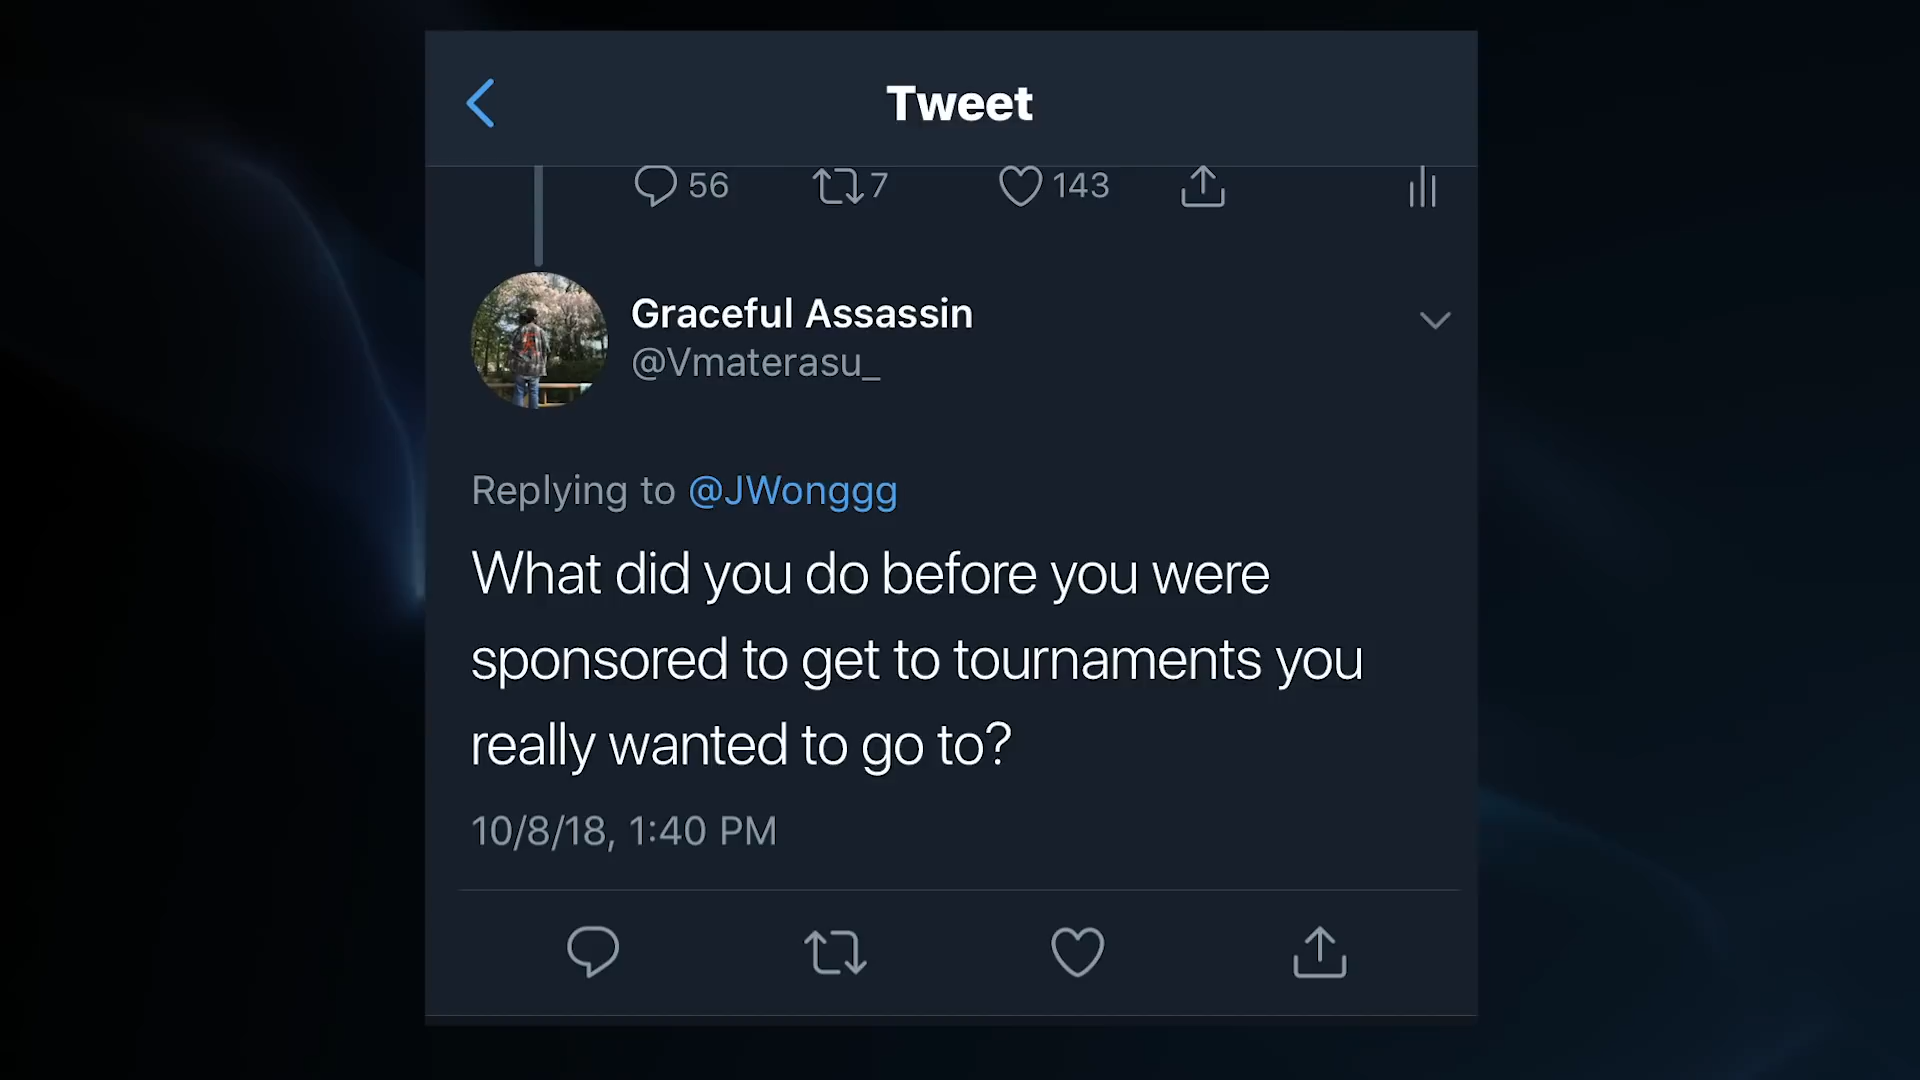 Tweet
56 7 143
Graceful Assassin
@Vmaterasu_
Replying to @JWonggg
What did you do before you were
sponsored to get to tournaments you
really wanted to go to?
10/8/18, 1:40 PM